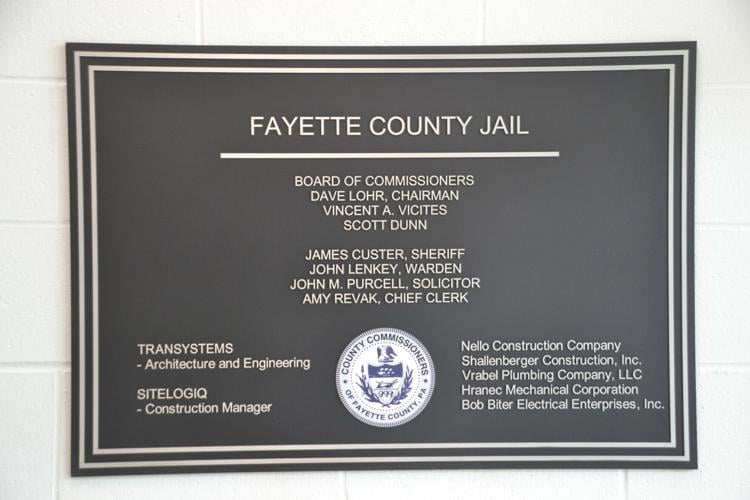 FAYETTE COUNTY JAIL
BOARD OF COMMISSIONERS
DAVE LOHR, CHAIRMAN
VINCENT A. VICITES
SCOTT DUNN
JAMES CUSTER, SHERIFF
JOHN LENKEY, WARDEN
JOHN M. PURCELL, SOLICITOR
AMY REVAK, CHIEF CLERK
TRANSYSTEMS
- Architecture and Engineering
SITELOGIQ
- Construction Manager
COUNTY COMMISSIONERS
OF FAYETTE COUNTY, PA
Nello Construction Company
Shallenberger Construction, Inc.
Vrabel Plumbing Company, LLC
Hranec Mechanical Corporation
Bob Biter Electrical Enterprises, Inc.